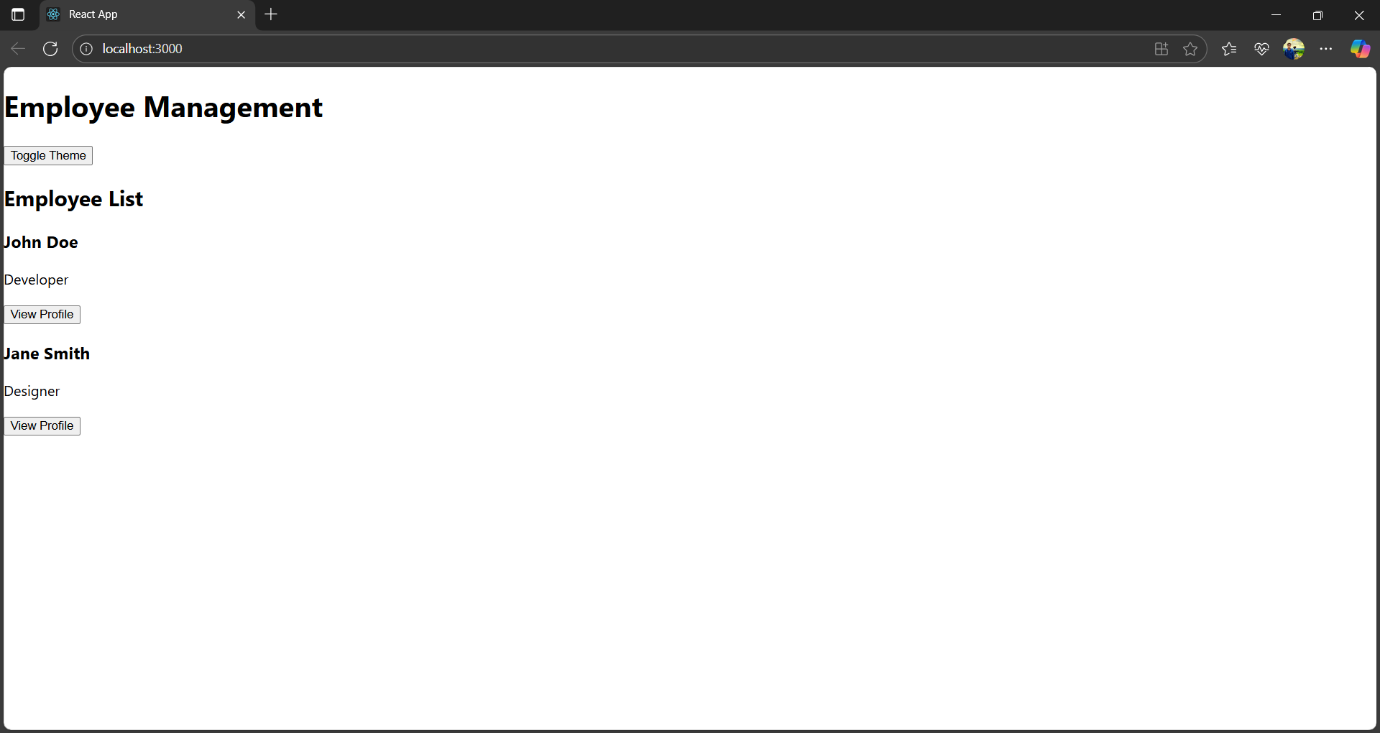 React App
localhost:3000
Employee Management
Toggle Theme
Employee List
John Doe
Developer
View Profile
Jane Smith
Designer
View Profile